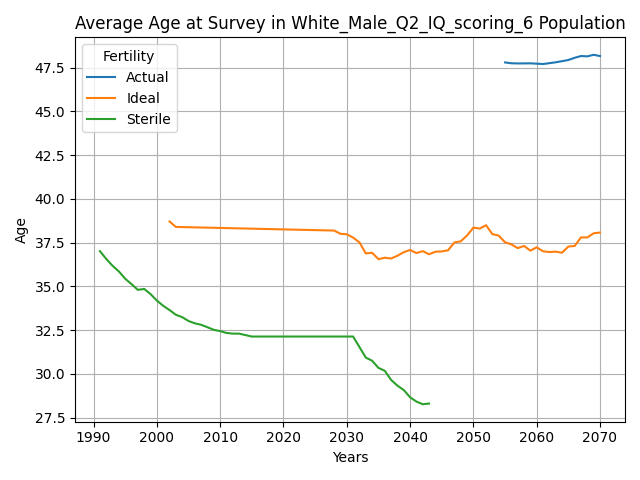 Average Age at Survey in White_Male_Q2_IQ_scoring_6 Population
Fertility
Actual
Ideal
Sterile
Age
47.5
45.0
42.5
40.0
37.5
35.0
32.5
30.0
27.5
1990 2000 2010 2020 2030 2040 2050 2060 2070
Years